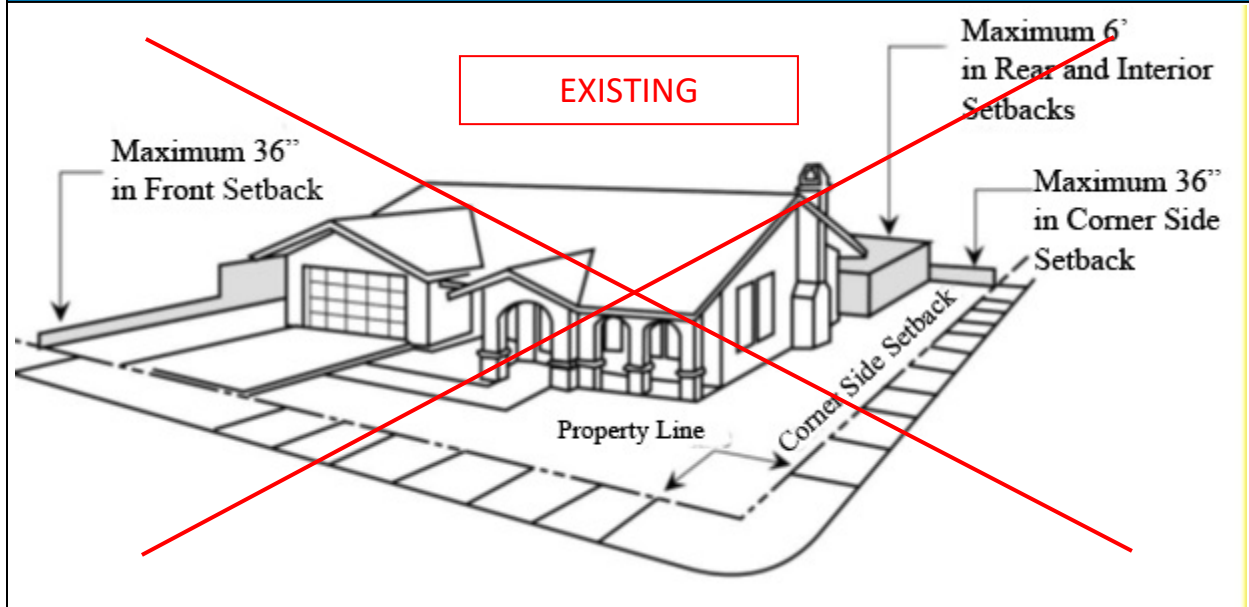 Maximum 6’
in Rear and Interior
Setbacks
EXISTING
Maximum 36”
in Front Setback
Maximum 36”
in Corner Side
Setback
Corner Side Setback
Property Line